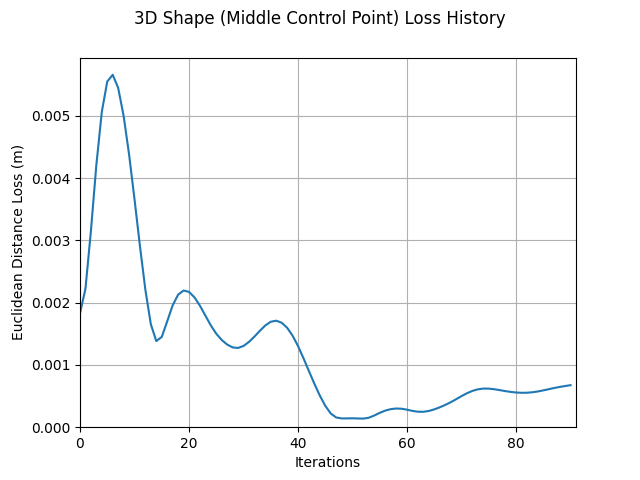 3D Shape (Middle Control Point) Loss History
Euclidean Distance Loss (m)
0.005
0.004
0.003
0.002
0.001
0.000
0 20 40 60 80
Iterations